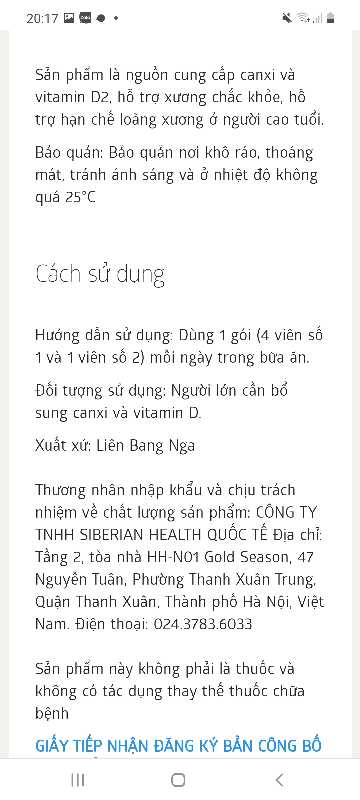 20:17
Sản phẩm là nguồn cung cấp canxi và
vitamin D2, hỗ trợ xương chắc khỏe, hỗ
trợ hạn chế loãng xương ở người cao tuổi.
Bảo quản: Bảo quản nơi khô ráo, thoáng
mát, tránh ánh sáng và ở nhiệt độ không
quá 25°C
Cách sử dụng
Hướng dẫn sử dụng: Dùng 1 gói (4 viên số
1 và 1 viên số 2) mỗi ngày trong bữa ăn.
Đối tượng sử dụng: Người lớn cần bổ
sung canxi và vitamin D.
Xuất xứ: Liên Bang Nga
Thương nhân nhập khẩu và chịu trách
nhiệm về chất lượng sản phẩm: CÔNG TY
TNHH SIBERIAN HEALTH QUỐC TẾ Địa chỉ:
Tầng 2, tòa nhà HH-N01 Gold Season, 47
Nguyễn Tuân, Phường Thanh Xuân Trung,
Quận Thanh Xuân, Thành phố Hà Nội, Việt
Nam. Điện thoại: 024.3783.6033
Sản phẩm này không phải là thuốc và
không có tác dụng thay thế thuốc chữa
bệnh
GIẤY TIẾP NHẬN ĐĂNG KÝ BẢN CÔNG BỐ